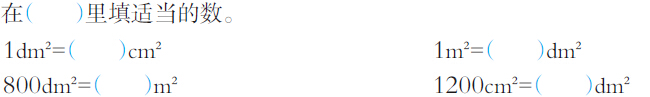 在(　　)里填适当的数。
1dm²=(　　)cm²　　1m²=(　　)dm²
800dm²=(　　)m²　　1200cm²=(　　)dm²